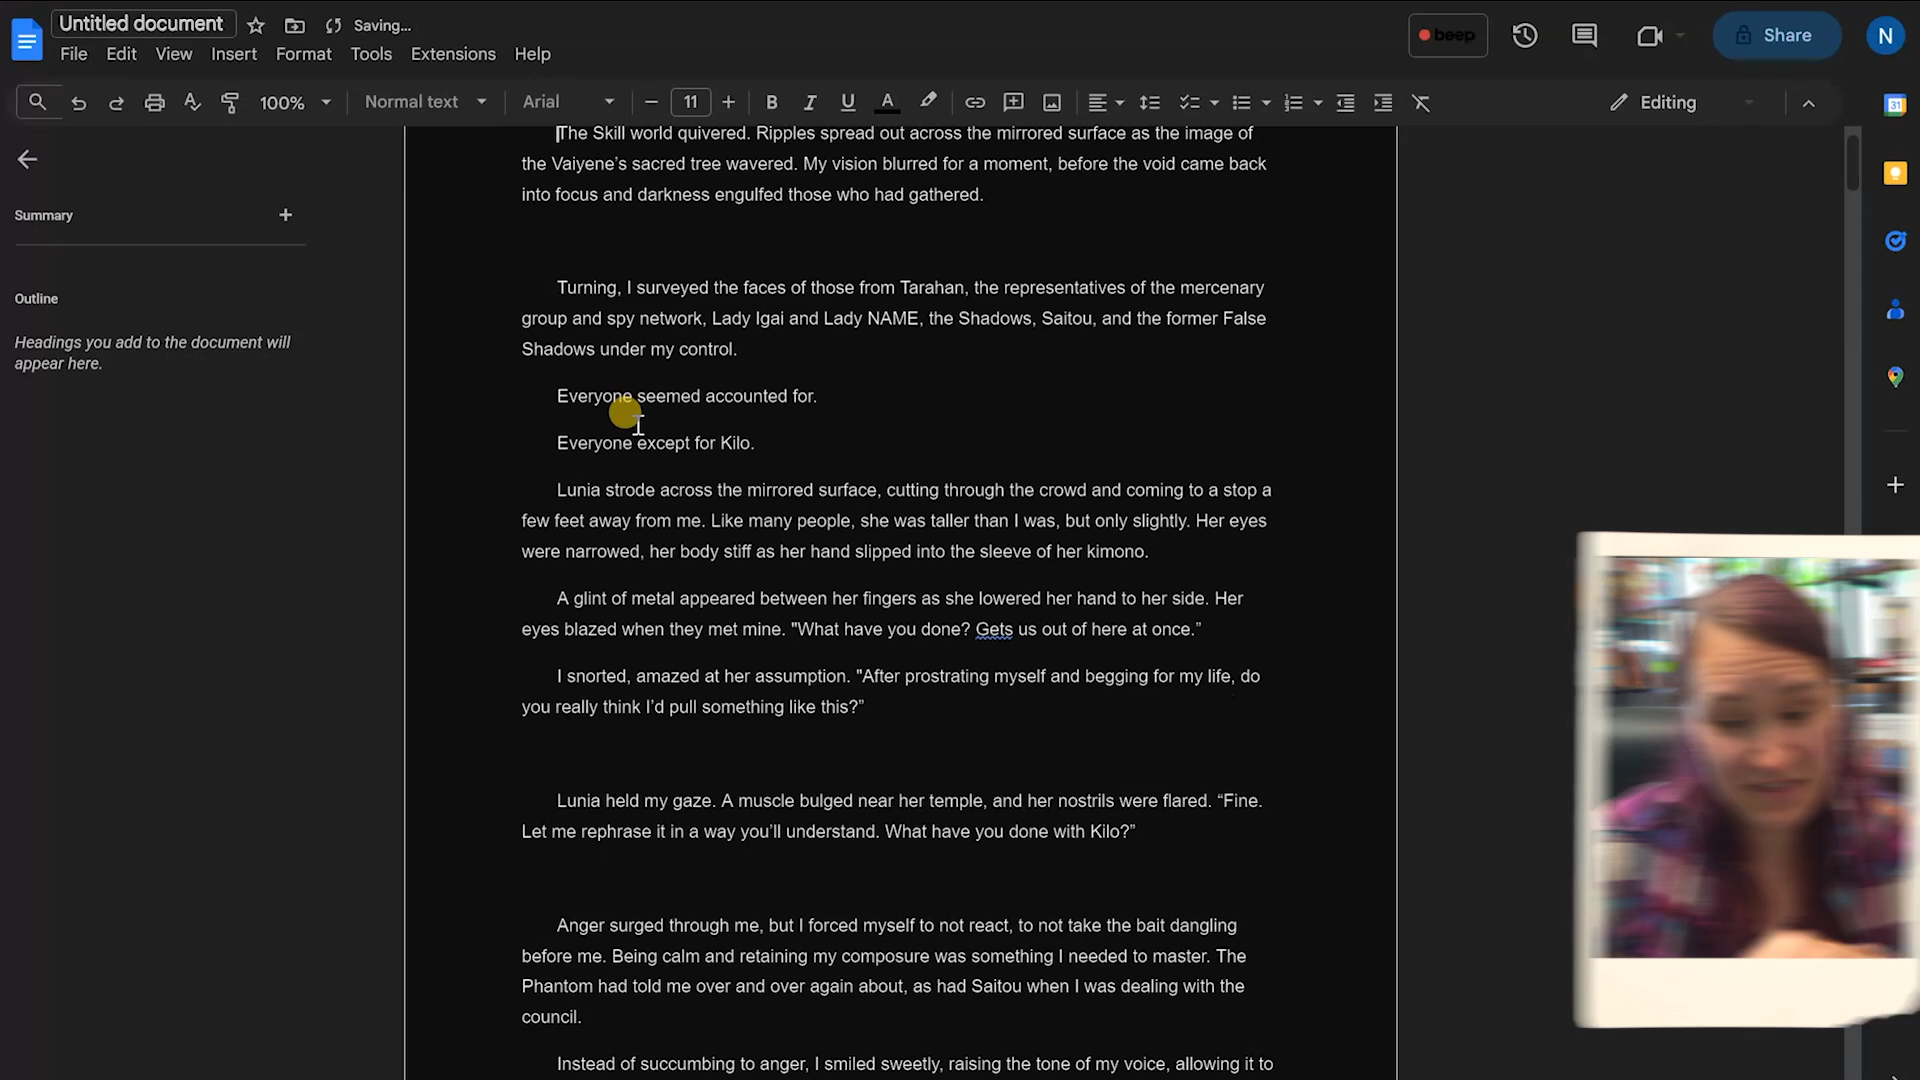 Untitled document
Saving...
beep
Share
N
File Edit View Insert Format Tools Extensions Help
100% Normal text Arial 11 Editing
31
Summary
Outline
Headings you add to the document will
appear here.
The Skill world quivered. Ripples spread out across the mirrored surface as the image of
the Vaiyene’s sacred tree wavered. My vision blurred for a moment, before the void came back
into focus and darkness engulfed those who had gathered.
Turning, I surveyed the faces of those from Tarahan, the representatives of the mercenary
group and spy network, Lady Igai and Lady NAME, the Shadows, Saitou, and the former False
Shadows under my control.
Everyone seemed accounted for.
Everyone except for Kilo.
Lunia strode across the mirrored surface, cutting through the crowd and coming to a stop a
few feet away from me. Like many people, she was taller than I was, but only slightly. Her eyes
were narrowed, her body stiff as her hand slipped into the sleeve of her kimono.
A glint of metal appeared between her fingers as she lowered her hand to her side. Her
eyes blazed when they met mine. "What have you done? Gets us out of here at once.”
I snorted, amazed at her assumption. "After prostrating myself and begging for my life, do
you really think I’d pull something like this?”
Lunia held my gaze. A muscle bulged near her temple, and her nostrils were flared. “Fine.
Let me rephrase it in a way you’ll understand. What have you done with Kilo?”
Anger surged through me, but I forced myself to not react, to not take the bait dangling
before me. Being calm and retaining my composure was something I needed to master. The
Phantom had told me over and over again about, as had Saitou when I was dealing with the
council.
Instead of succumbing to anger, I smiled sweetly, raising the tone of my voice, allowing it to